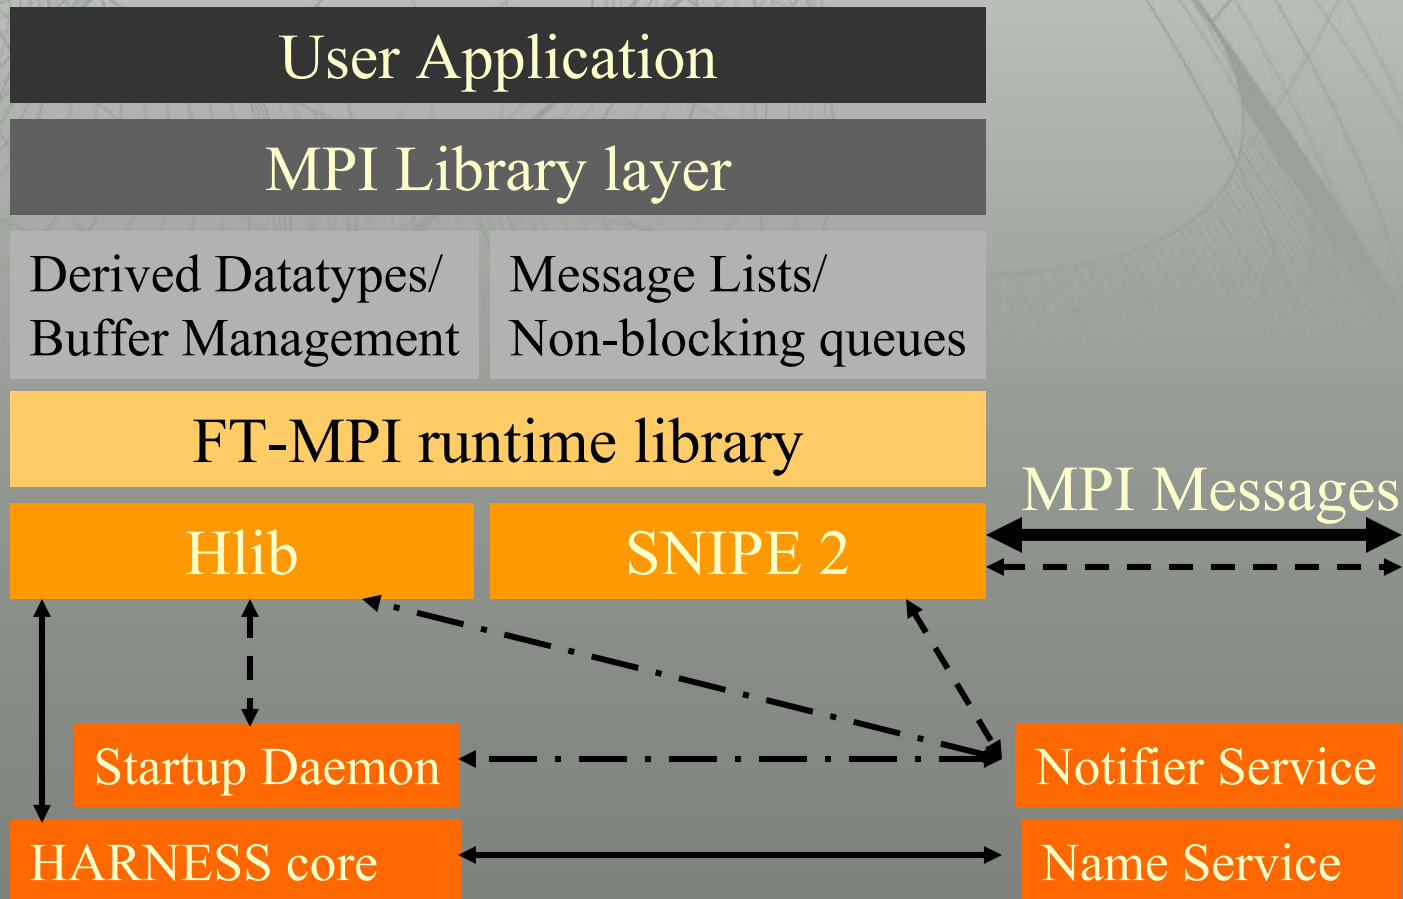 User Application
MPI Library layer
Derived Datatypes/
Buffer Management
Message Lists/
Non-blocking queues
FT-MPI runtime library
MPI Messages
Hlib
SNIPE 2
Startup Daemon
Notifier Service
HARNESS core
Name Service